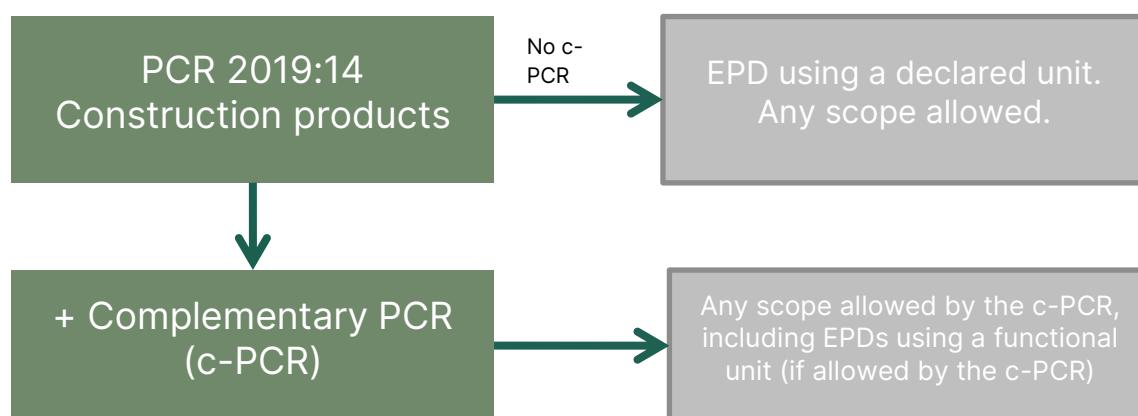 PCR 2019:14
Construction products
No c-
PCR
EPD using a declared unit.
Any scope allowed.
+ Complementary PCR
(c-PCR)
Any scope allowed by the c-PCR,
including EPDs using a functional
unit (if allowed by the c-PCR)